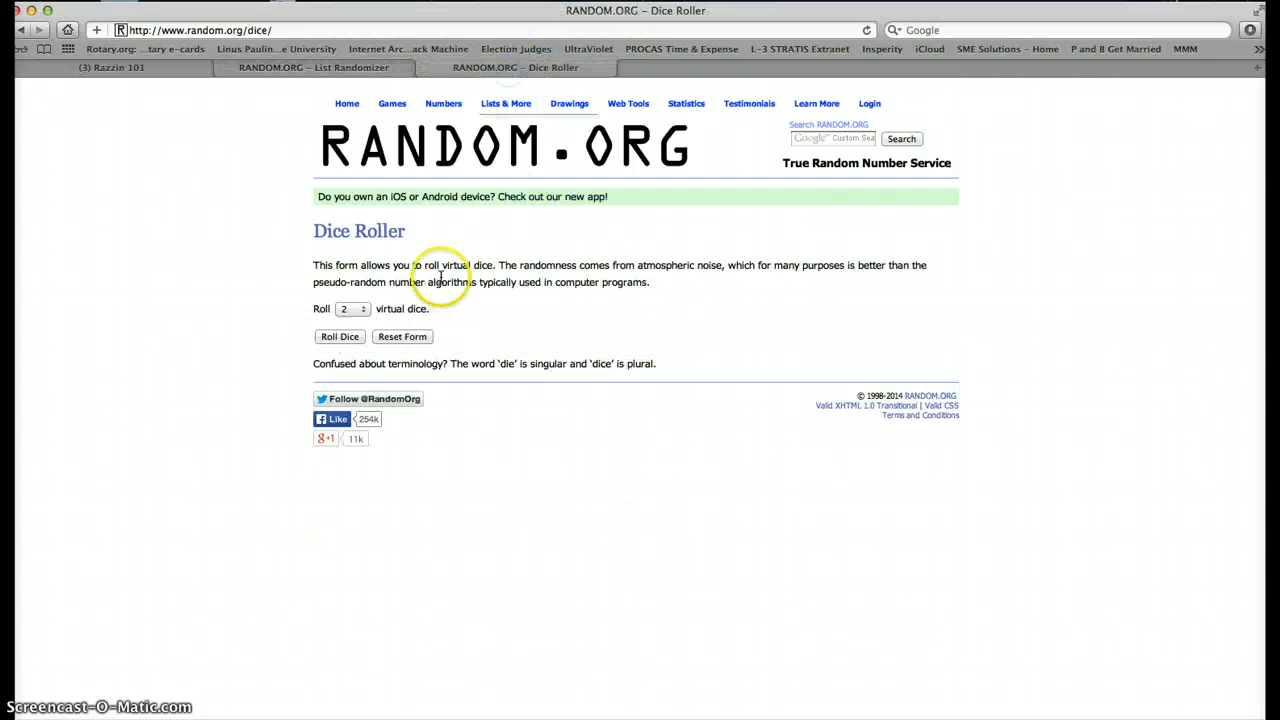 RANDOM.ORG – Dice Roller
http://www.random.org/dice/
Google
Rotary.org: ...tary e-cards Linus Paulin...e University Internet Arc...ack Machine Election Judges UltraViolet PROCAS Time & Expense L-3 STRATIS Extranet Insperity iCloud SME Solutions - Home P and B Get Married MMM
(3) Razzin 101 RANDOM.ORG – List Randomizer RANDOM.ORG – Dice Roller
Home Games Numbers Lists & More Drawings Web Tools Statistics Testimonials Learn More Login
Search RANDOM.ORG
RANDOM.ORG
Google Custom Sea Search
True Random Number Service
Do you own an iOS or Android device? Check out our new app!
Dice Roller
This form allows you to roll virtual dice. The randomness comes from atmospheric noise, which for many purposes is better than the
pseudo-random number algorithms typically used in computer programs.
Roll 2 virtual dice.
Roll Dice Reset Form
Confused about terminology? The word ‘die’ is singular and ‘dice’ is plural.
Follow @RandomOrg
Like 254k
g+1 11k
© 1998-2014 RANDOM.ORG
Valid XHTML 1.0 Transitional | Valid CSS
Terms and Conditions
Screencast-O-Matic.com